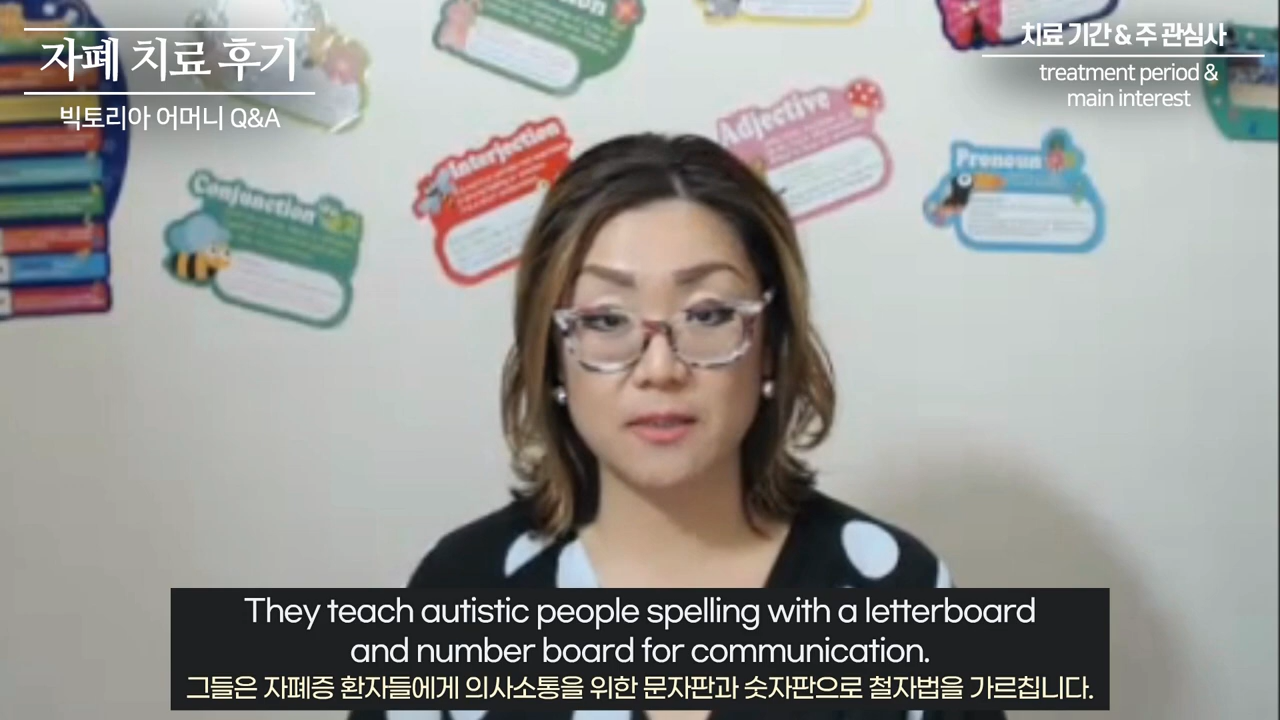 자폐 치료 후기
빅토리아 어머니 Q&A
치료 기간 & 주 관심사
treatment period &
main interest
Conjunction
Interjection
Adjective
Pronoun
They teach autistic people spelling with a letterboard
and number board for communication.
그들은 자폐증 환자들에게 의사소통을 위한 문자판과 숫자판으로 철자법을 가르칩니다.